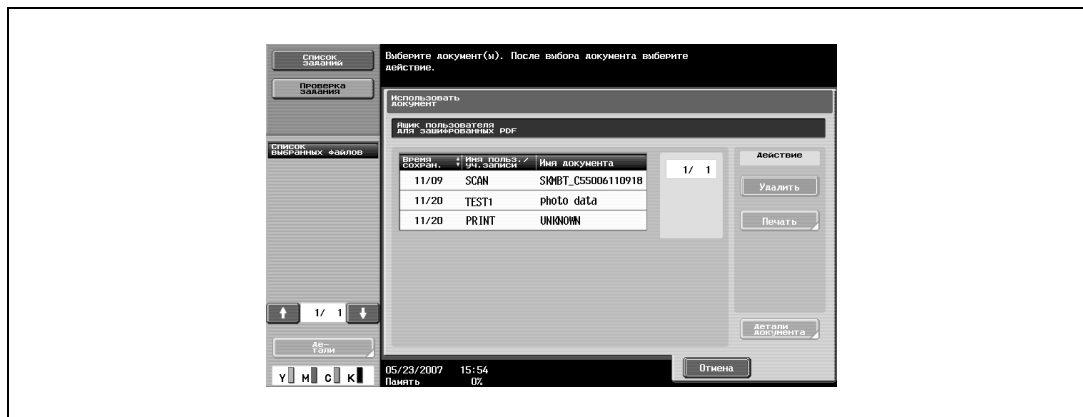 Список
заданий
Проверка
задания
Выберите документ(ы). После выбора документа выберите
действие.
Использовать
документ
Ящик пользователя
для зашифрованных PDF
Список
выбранных файлов
Время
сохран.
Имя польз./
уч.записи
Имя документа
11/09 SCAN SKMBT_C55006110918
11/20 TEST1 photo data
11/20 PRINT UNKNOWN
1/ 1
Действие
Удалить
Печать
Детали
документа
1/ 1
Де-
тали
Y M C K
05/23/2007 15:54
Память 0%
Отмена